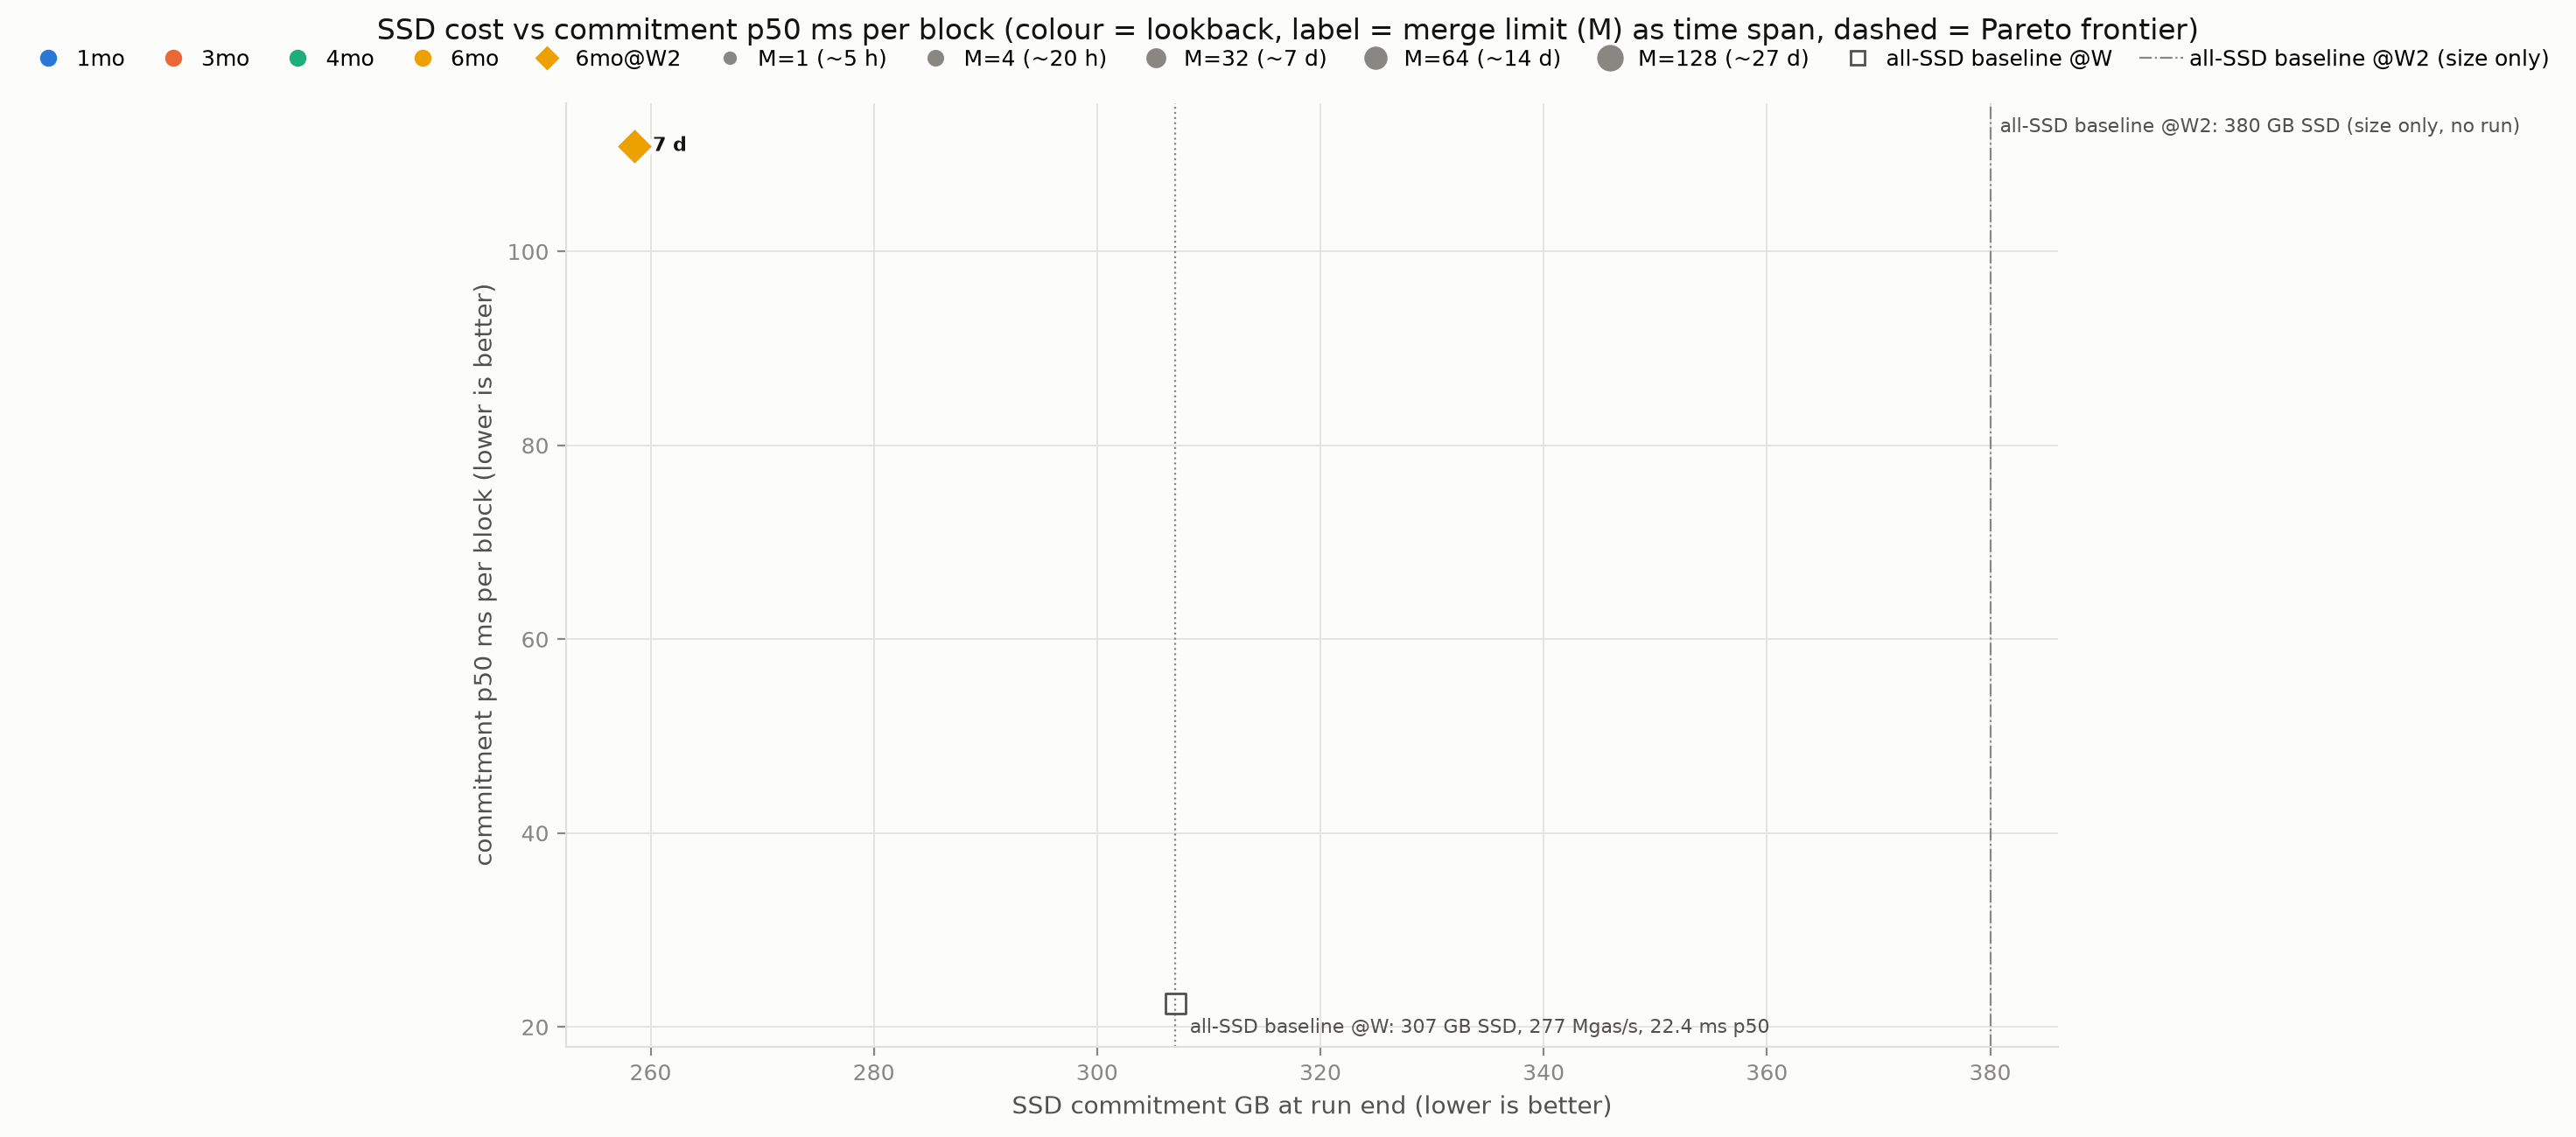 SSD cost vs commitment p50 ms per block (colour = lookback, label = merge limit (M) as time span, dashed = Pareto frontier)
1mo 3mo 4mo 6mo 6mo@W2 M=1 (~5 h) M=4 (~20 h) M=32 (~7 d) M=64 (~14 d) M=128 (~27 d) all-SSD baseline @W all-SSD baseline @W2 (size only)
all-SSD baseline @W2: 380 GB SSD (size only, no run)
7 d
100
80
60
40
20
commitment p50 ms per block (lower is better)
all-SSD baseline @W: 307 GB SSD, 277 Mgas/s, 22.4 ms p50
260 280 300 320 340 360 380
SSD commitment GB at run end (lower is better)